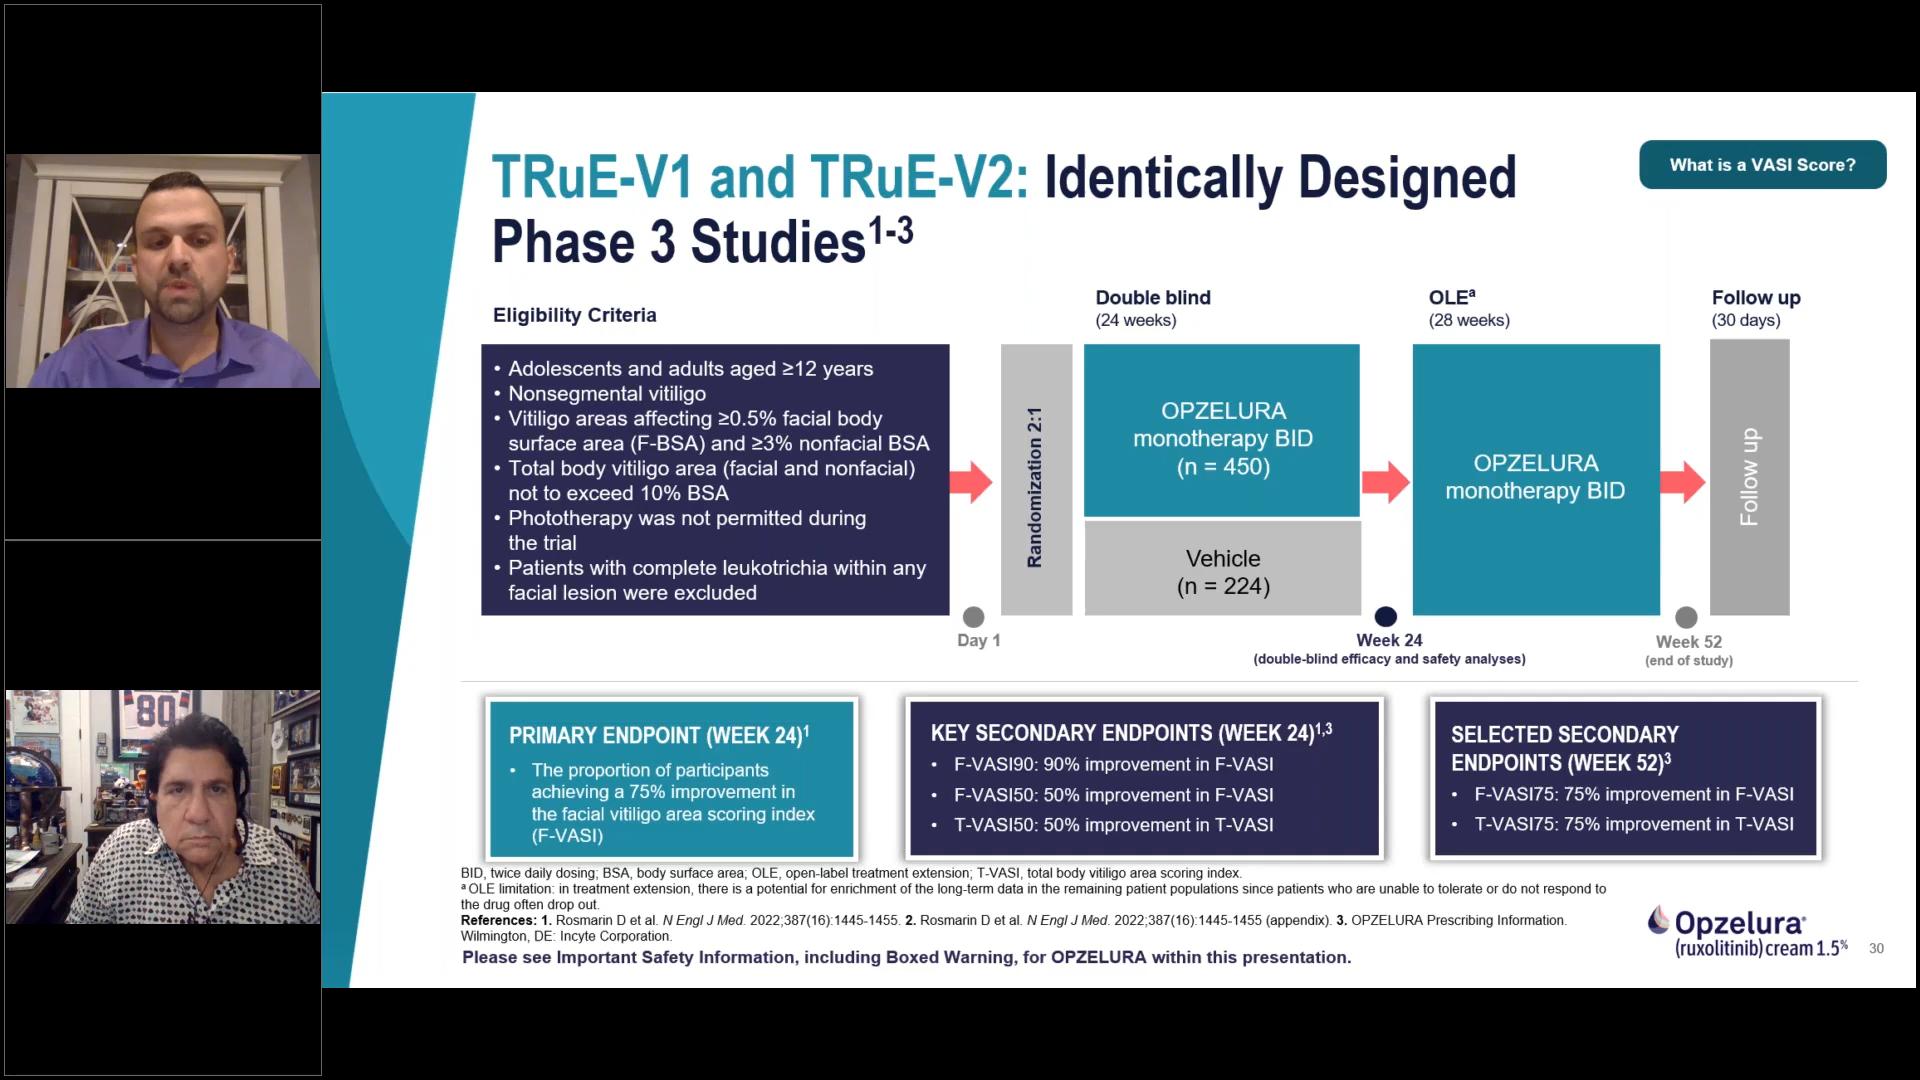 TRuE-V1 and TRuE-V2: Identically Designed
Phase 3 Studies1-3
What is a VASI Score?
Eligibility Criteria
• Adolescents and adults aged ≥12 years
• Nonsegmental vitiligo
• Vitiligo areas affecting ≥0.5% facial body
surface area (F-BSA) and ≥3% nonfacial BSA
• Total body vitiligo area (facial and nonfacial)
not to exceed 10% BSA
• Phototherapy was not permitted during
the trial
• Patients with complete leukotrichia within any
facial lesion were excluded
Day 1
Randomization 2:1
Double blind
(24 weeks)
OPZELURA
monotherapy BID
(n = 450)
Vehicle
(n = 224)
Week 24
(double-blind efficacy and safety analyses)
OLEa
(28 weeks)
OPZELURA
monotherapy BID
Week 52
(end of study)
Follow up
(30 days)
Follow up
PRIMARY ENDPOINT (WEEK 24)1
• The proportion of participants
achieving a 75% improvement in
the facial vitiligo area scoring index
(F-VASI)
KEY SECONDARY ENDPOINTS (WEEK 24)1,3
• F-VASI90: 90% improvement in F-VASI
• F-VASI50: 50% improvement in F-VASI
• T-VASI50: 50% improvement in T-VASI
SELECTED SECONDARY
ENDPOINTS (WEEK 52)3
• F-VASI75: 75% improvement in F-VASI
• T-VASI75: 75% improvement in T-VASI
BID, twice daily dosing; BSA, body surface area; OLE, open-label treatment extension; T-VASI, total body vitiligo area scoring index.
a OLE limitation: in treatment extension, there is a potential for enrichment of the long-term data in the remaining patient populations since patients who are unable to tolerate or do not respond to
the drug often drop out.
References: 1. Rosmarin D et al. N Engl J Med. 2022;387(16):1445-1455. 2. Rosmarin D et al. N Engl J Med. 2022;387(16):1445-1455 (appendix). 3. OPZELURA Prescribing Information.
Wilmington, DE: Incyte Corporation.
Please see Important Safety Information, including Boxed Warning, for OPZELURA within this presentation.
Opzelura®
(ruxolitinib) cream 1.5%
30
80